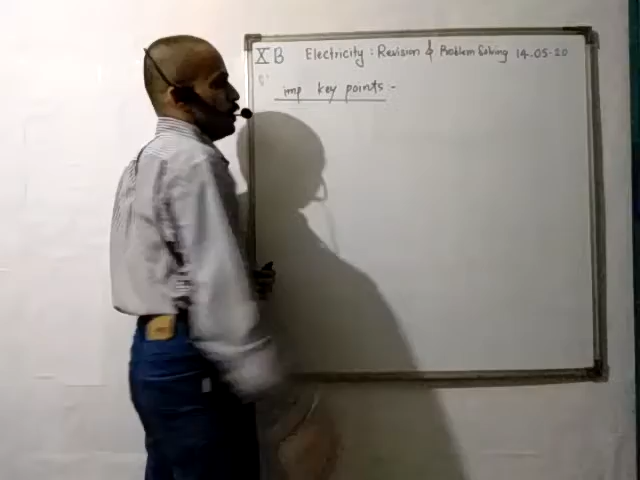 X B Electricity : Revision & Problem Solving 14-05-20
imp key points :-